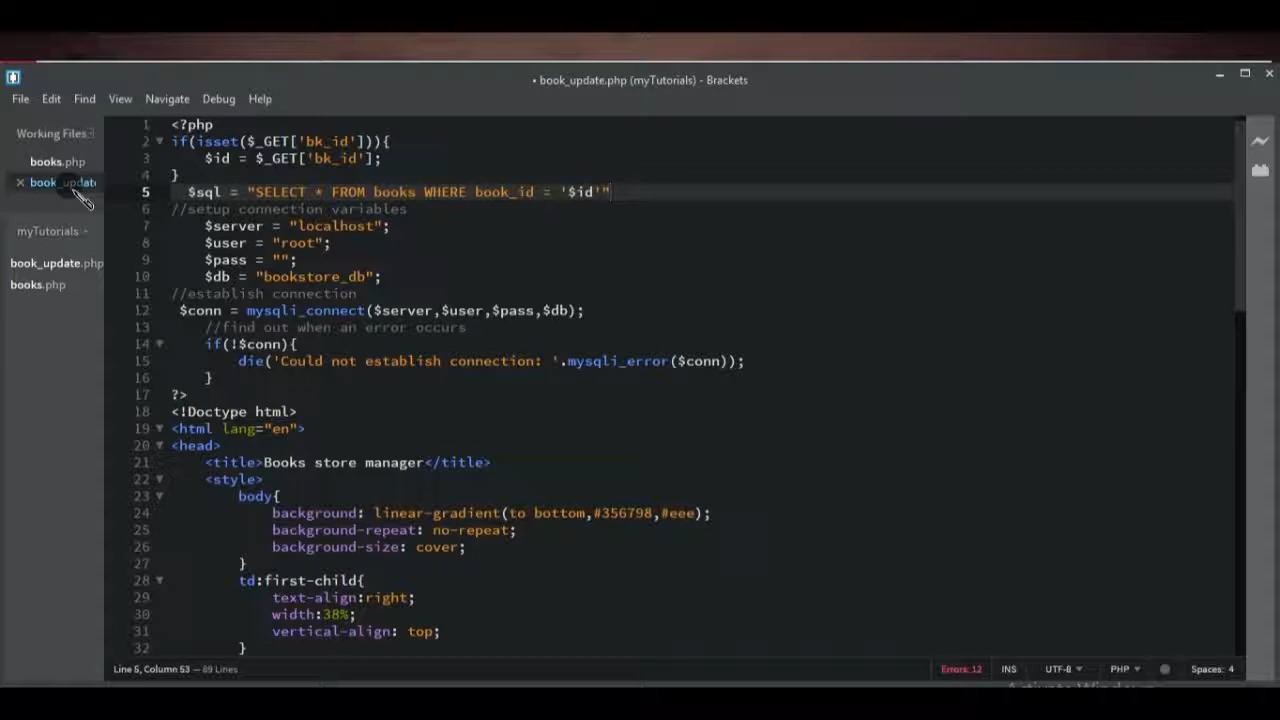 • book_update.php (myTutorials) - Brackets
File Edit Find View Navigate Debug Help
Working Files
books.php
book_update
myTutorials
book_update.php
books.php
1 <?php
2 if(isset($_GET['bk_id'])){
3 $id = $_GET['bk_id'];
4 }
5 $sql = "SELECT * FROM books WHERE book_id = '$id'"
6 //setup connection variables
7 $server = "localhost";
8 $user = "root";
9 $pass = "";
10 $db = "bookstore_db";
11 //establish connection
12 $conn = mysqli_connect($server,$user,$pass,$db);
13 //find out when an error occurs
14 if(!$conn){
15 die('Could not establish connection: '.mysqli_error($conn));
16 }
17 ?>
18 <!Doctype html>
19 <html lang="en">
20 <head>
21 <title>Books store manager</title>
22 <style>
23 body{
24 background: linear-gradient(to bottom,#356798,#eee);
25 background-repeat: no-repeat;
26 background-size: cover;
27 }
28 td:first-child{
29 text-align:right;
30 width:38%;
31 vertical-align: top;
32 }
Line 5, Column 53 — 89 Lines
Errors: 12 INS UTF-8 PHP Spaces: 4